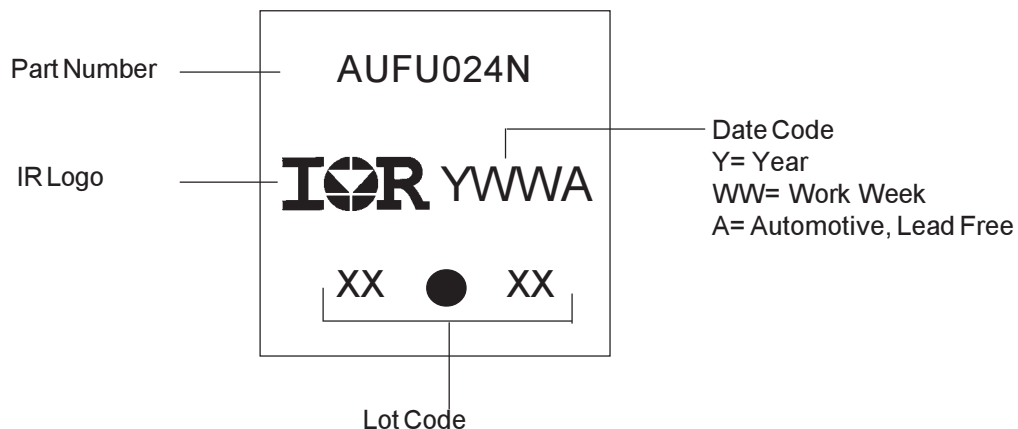 Part Number
AUFU024N
Date Code
Y= Year
WW= Work Week
A= Automotive, Lead Free
IR Logo
IOR YWWA
XX XX
Lot Code